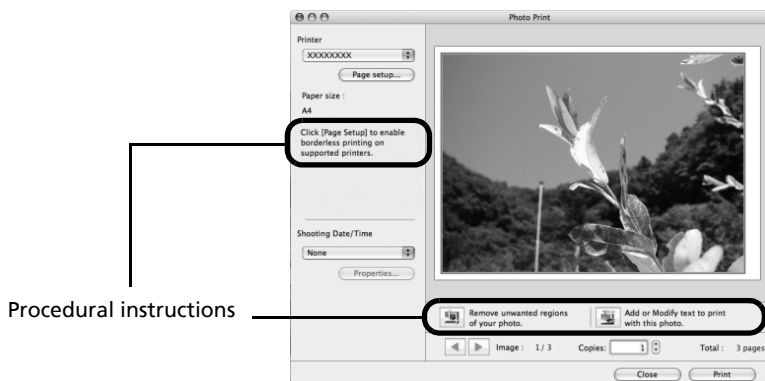 Photo Print
Printer
XXXXXXXX
Page setup...
Paper size :
A4
Click [Page Setup] to enable
borderless printing on
supported printers.
Shooting Date/Time
None
Properties...
Procedural instructions
Remove unwanted regions
of your photo.
Add or Modify text to print
with this photo.
Image : 1 / 3
Copies: 1
Total : 3 pages
Close
Print